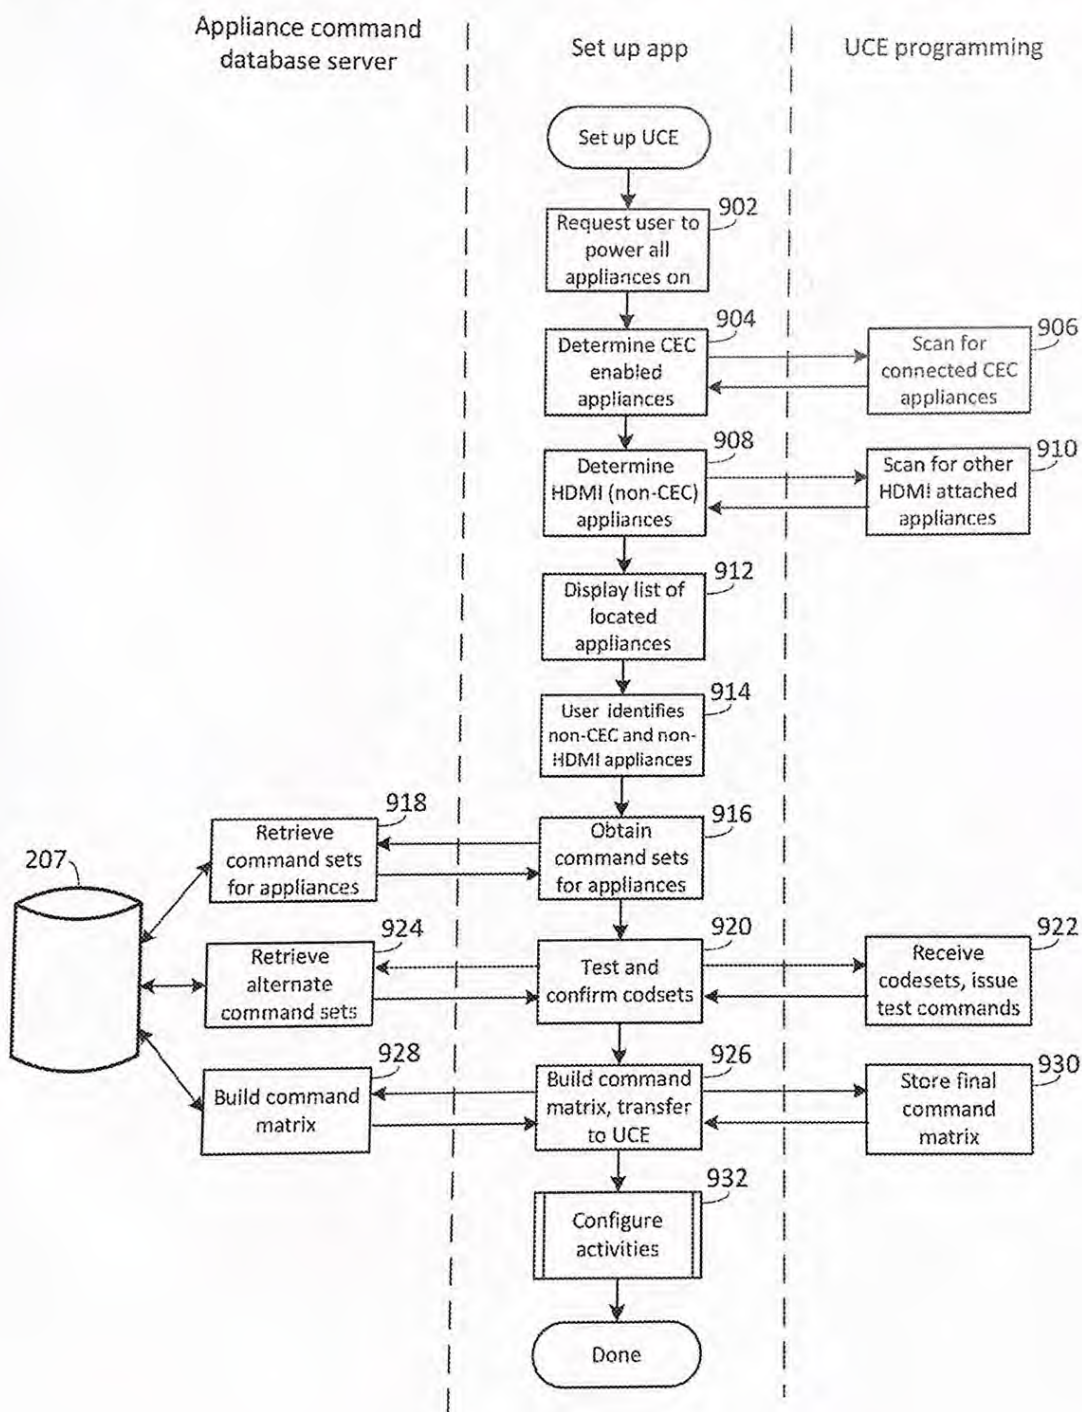 Appliance command
database server
Set up app
UCE programming
Set up UCE
902
Request user to
power all
appliances on
904
Determine CEC
enabled
appliances
906
Scan for
connected CEC
appliances
908
Determine
HDMI (non-CEC)
appliances
910
Scan for other
HDMI attached
appliances
912
Display list of
located
appliances
914
User identifies
non-CEC and non-
HDMI appliances
918
Retrieve
command sets
for appliances
916
Obtain
command sets
for appliances
207
924
Retrieve
alternate
command sets
920
Test and
confirm codsets
922
Receive
codesets, issue
test commands
928
Build command
matrix
926
Build command
matrix, transfer
to UCE
930
Store final
command
matrix
932
Configure
activities
Done